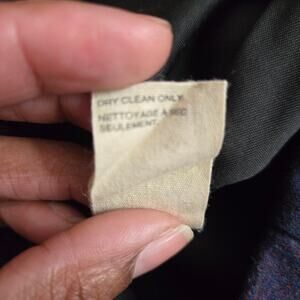 DRY CLEAN ONLY
NETTOYAGE À SEC
SEULEMENT